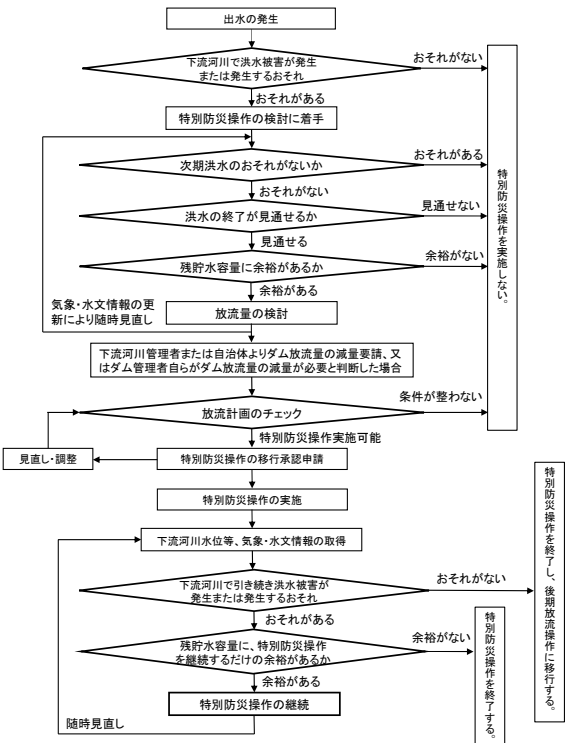 出水の発生
下流河川で洪水被害が発生
または発生するおそれ
おそれがない
おそれがある
特別防災操作の検討に着手
次期洪水のおそれがないか
おそれがある
おそれがない
洪水の終了が見通せるか
見通せない
見通せる
残貯水容量に余裕があるか
余裕がない
余裕がある
特別防災操作を実施しない。
気象・水文情報の更
新により随時見直し
放流量の検討
下流河川管理者または自治体よりダム放流量の減量要請、又
はダム管理者自らがダム放流量の減量が必要と判断した場合
放流計画のチェック
条件が整わない
特別防災操作実施可能
見直し・調整
特別防災操作の移行承認申請
特別防災操作の実施
下流河川水位等、気象・水文情報の取得
下流河川で引き続き洪水被害が
発生または発生するおそれ
おそれがない
おそれがある
特別防災操作を終了し、後期放流操作に移行する。
残貯水容量に、特別防災操作
を継続するだけの余裕があるか
余裕がない
余裕がある
特別防災操作を終了する。
特別防災操作の継続
随時見直し